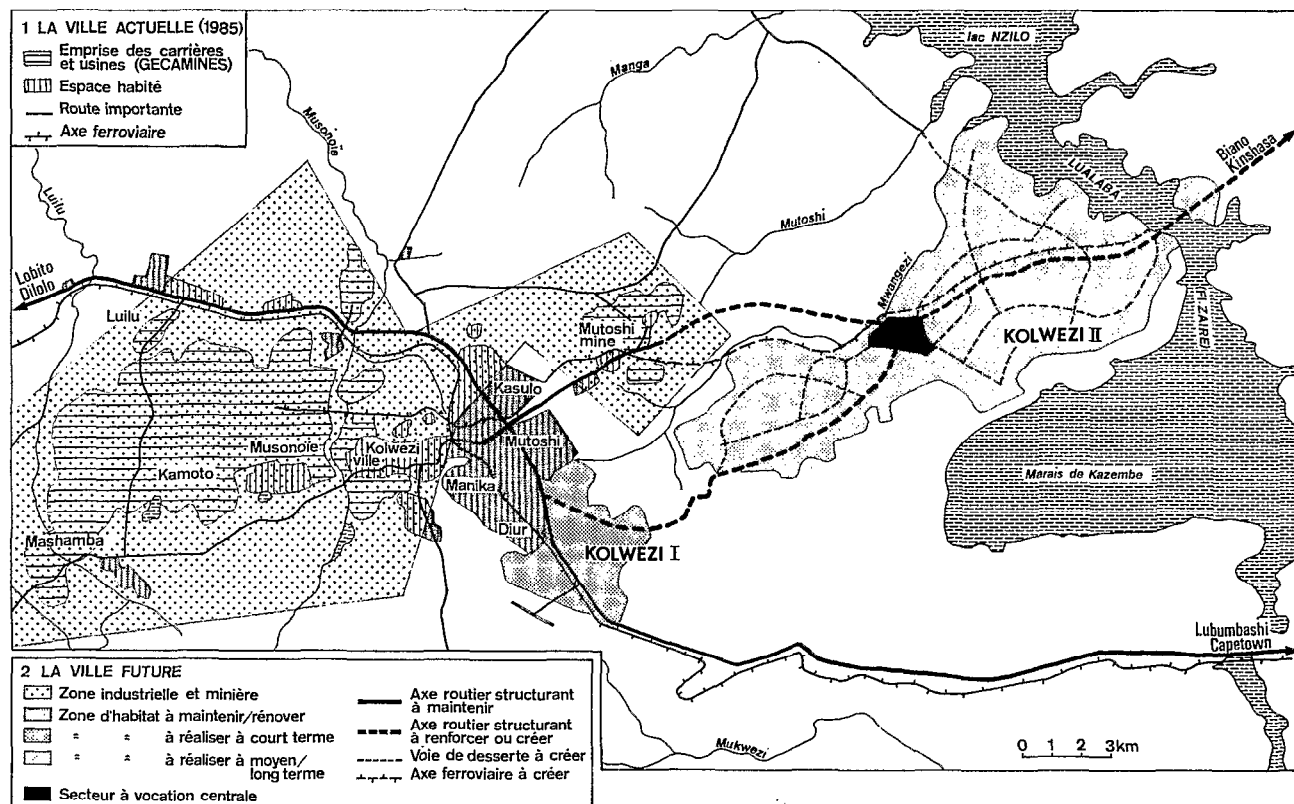 1 LA VILLE ACTUELLE (1985)
Emprise des carrières
et usines (GECAMINES)
Espace habité
Route importante
Axe ferroviaire
lac NZILO
Manga
Musonoïe
Biano
Kinshasa
LUALABA
Luilu
Mutoshi
Mwangezi
Lobito
Dilolo
(ZAIRE)
Luilu
Mutoshi
mine
KOLWEZI II
Kasulo
Musonoïe
Kolwezi
ville
Mutoshi
Kamoto
Manika
Marais de Kazembe
Diur
Mashamba
KOLWEZI I
Lubumbashi
Capetown
2 LA VILLE FUTURE
Zone industrielle et minière
Zone d'habitat à maintenir/rénover
" " à réaliser à court terme
" " à réaliser à moyen/
long terme
Secteur à vocation centrale
Axe routier structurant
à maintenir
Axe routier structurant
à renforcer ou créer
Voie de desserte à créer
Axe ferroviaire à créer
Mukwezi
0 1 2 3km